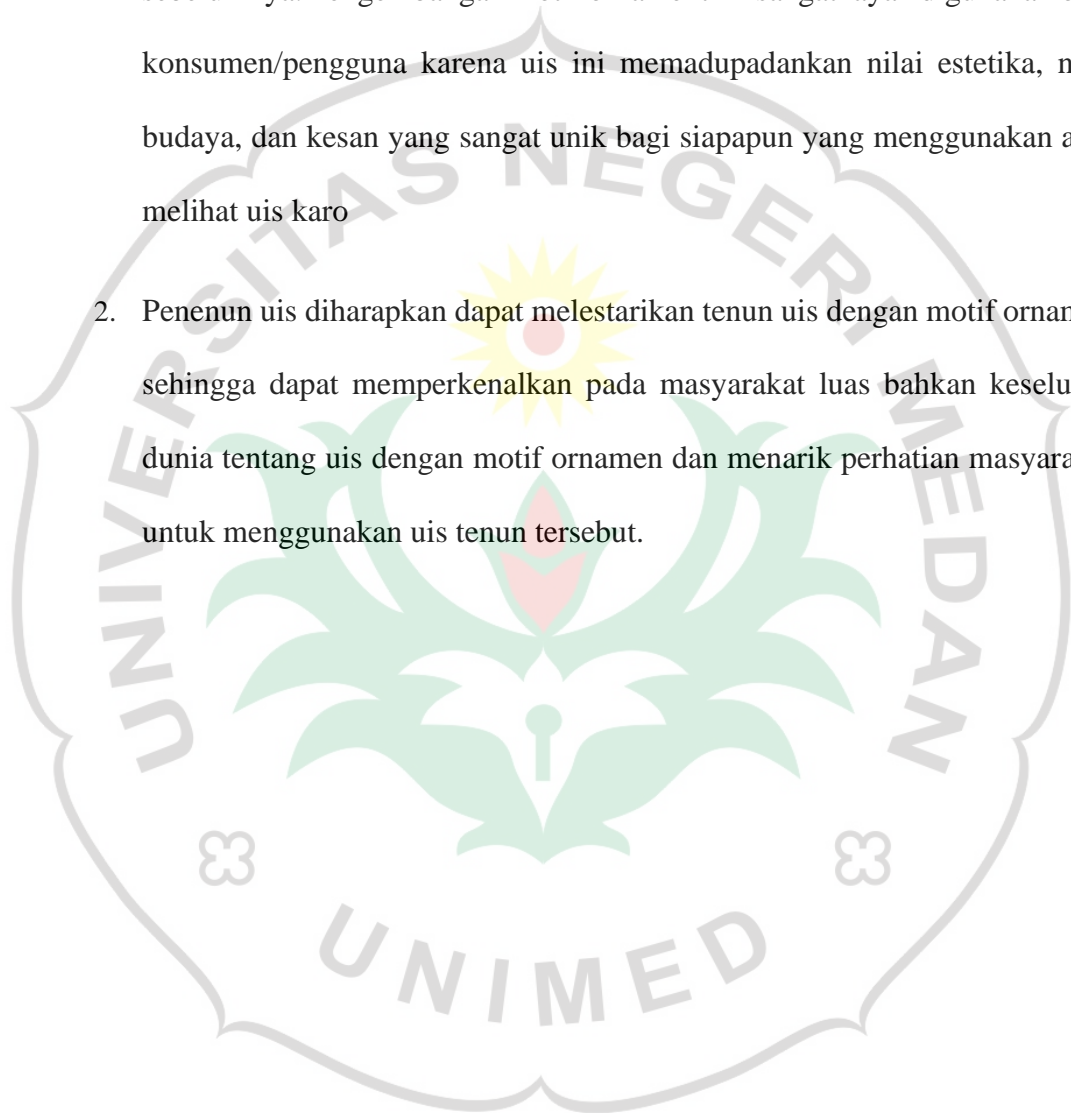 konsumen/pengguna karena uis ini memadupadankan nilai estetika,
budaya, dan kesan yang sangat unik bagi siapapun yang menggunakan
melihat uis karo
2. Penenun uis diharapkan dapat melestarikan tenun uis dengan motif
sehingga dapat memperkenalkan pada masyarakat luas bahkan
dunia tentang uis dengan motif ornamen dan menarik perhatian
untuk menggunakan uis tenun tersebut.
UNIVERSITAS NEGERI MEDAN
UNIMED